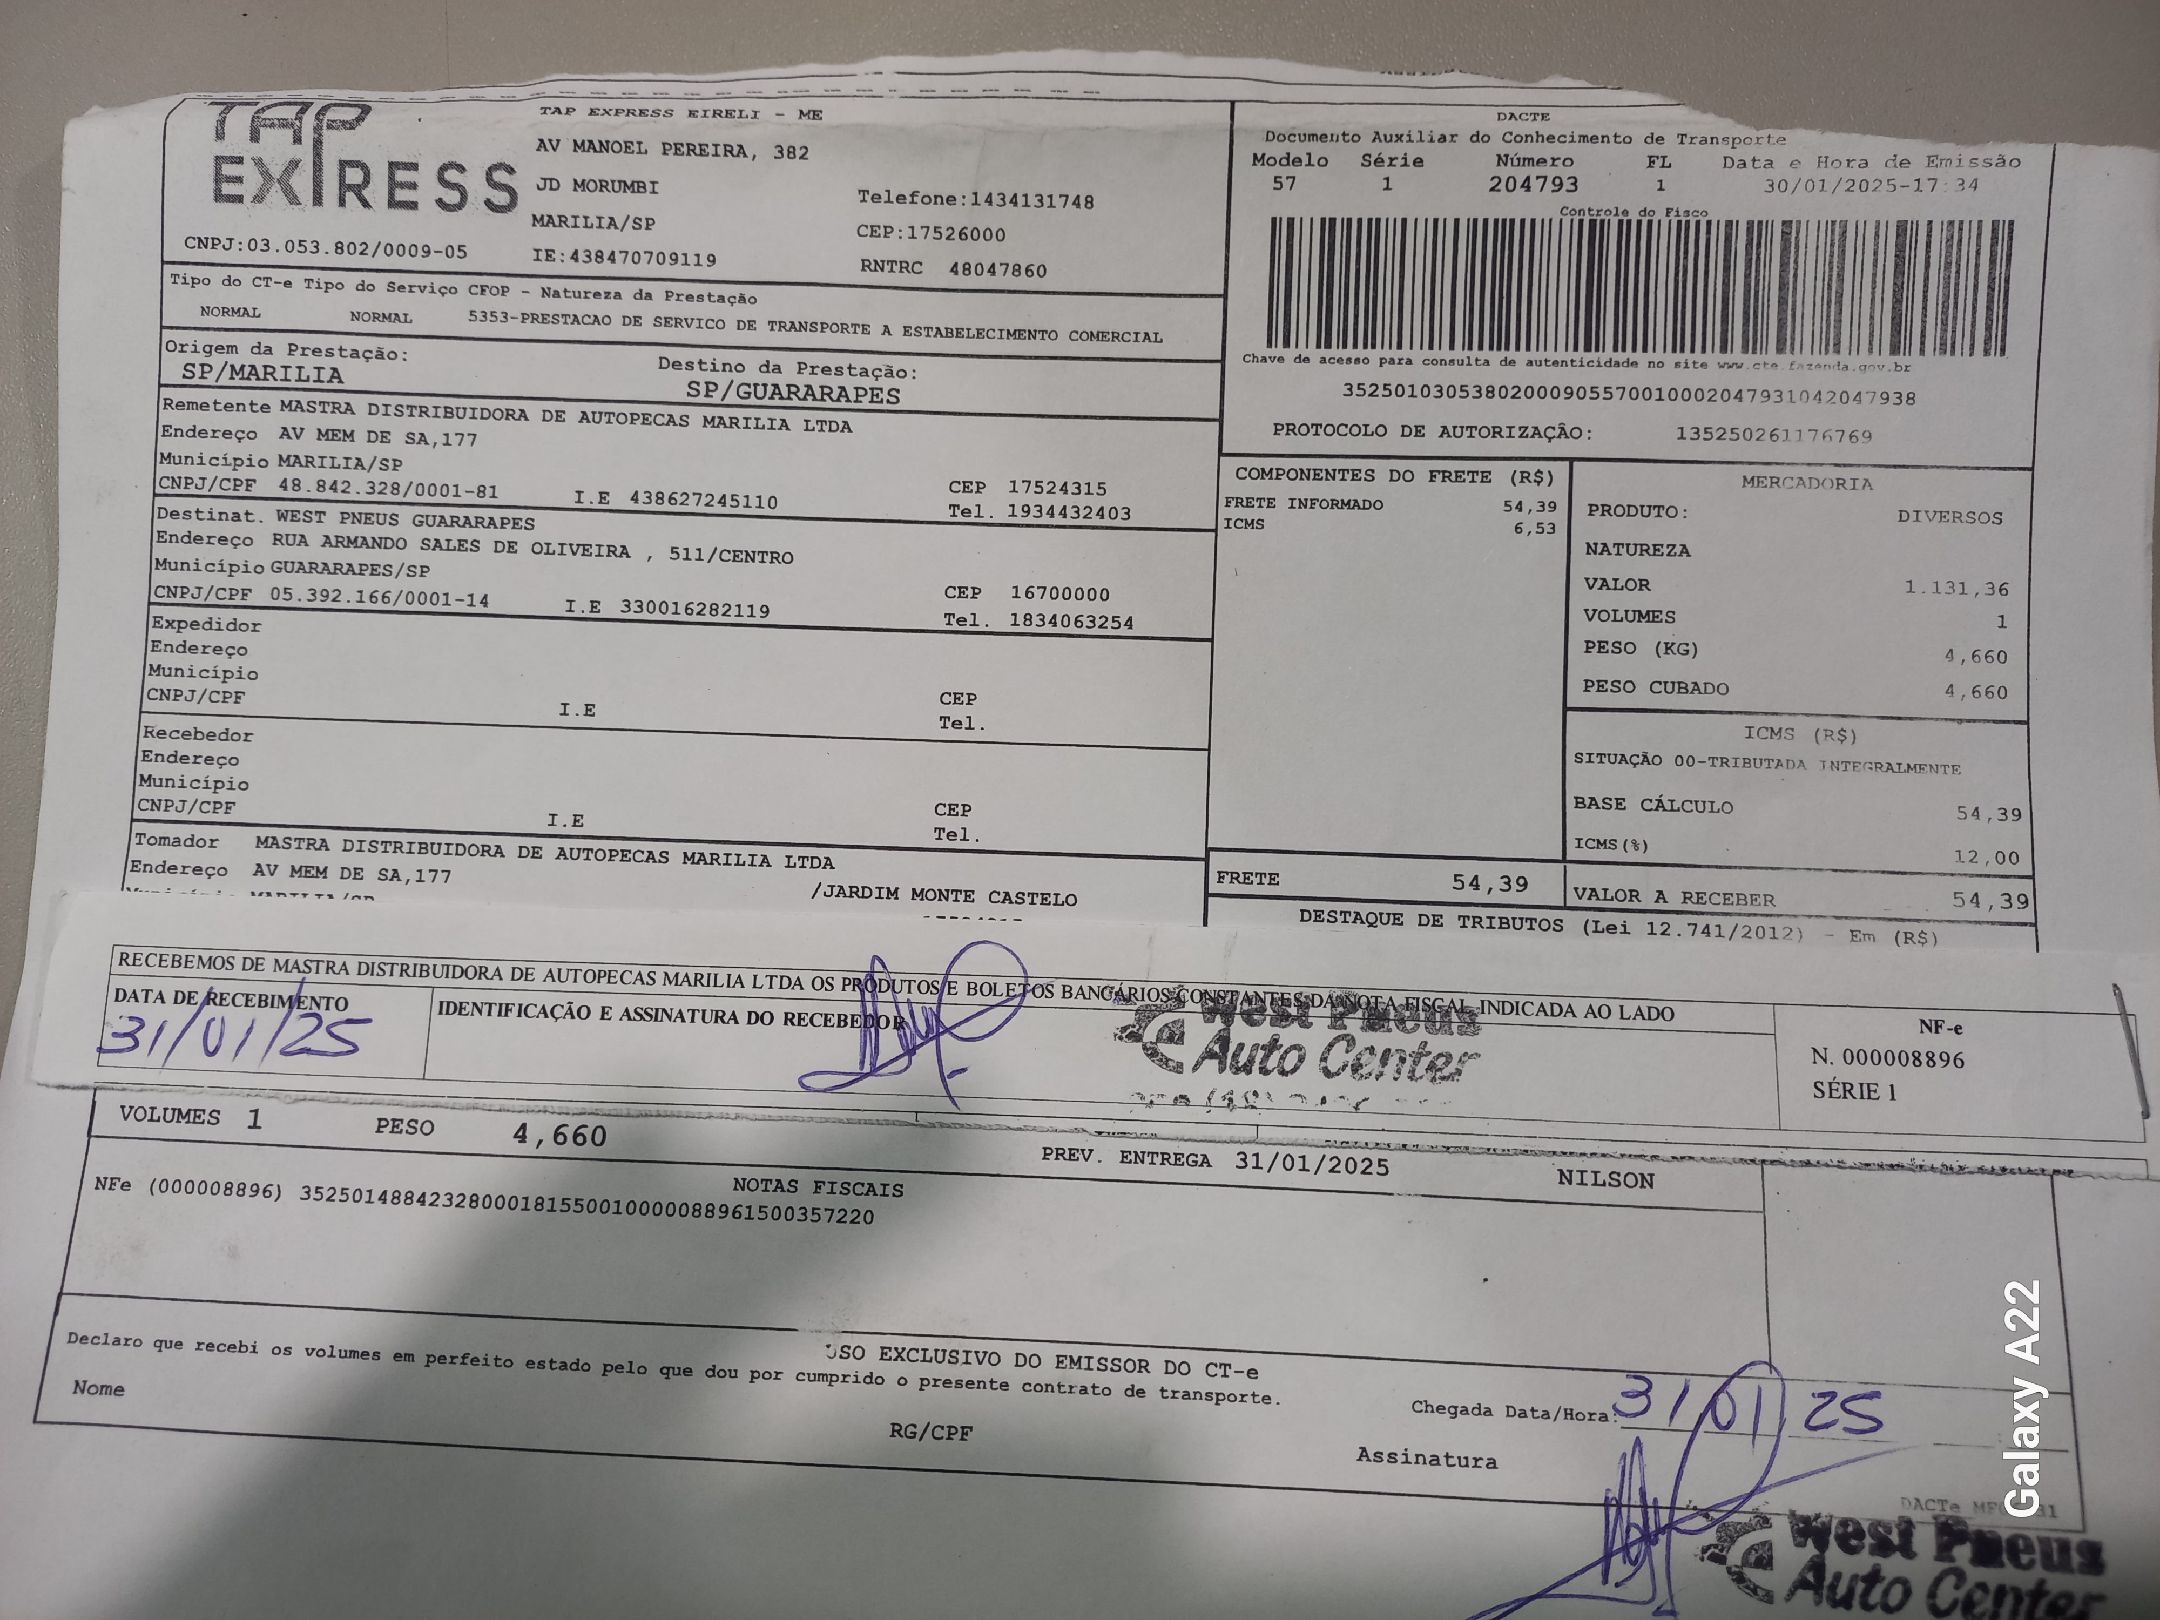 TAP EXPRESS
TAP EXPRESS EIRELI - ME
AV MANOEL PEREIRA, 382
JD MORUMBI
Telefone:1434131748
MARILIA/SP
CEP:17526000
CNPJ:03.053.802/0009-05
IE:438470709119
RNTRC 48047860
DACTE
Documento Auxiliar do Conhecimento de Transporte
Modelo Série Número FL Data e Hora de Emissão
57 1 204793 1 30/01/2025-17:34
Controle do Fisco
Chave de acesso para consulta de autenticidade no site www.cte.fazenda.gov.br
35250103053802000905570010002047931042047938
PROTOCOLO DE AUTORIZAÇÃO: 135250261176769
Tipo do CT-e Tipo do Serviço CFOP - Natureza da Prestação
NORMAL NORMAL 5353-PRESTACAO DE SERVICO DE TRANSPORTE A ESTABELECIMENTO COMERCIAL
Origem da Prestação: Destino da Prestação:
SP/MARILIA SP/GUARARAPES
Remetente MASTRA DISTRIBUIDORA DE AUTOPECAS MARILIA LTDA
Endereço AV MEM DE SA,177
Município MARILIA/SP
CEP 17524315
CNPJ/CPF 48.842.328/0001-81 I.E 438627245110 Tel. 1934432403
Destinat. WEST PNEUS GUARARAPES
Endereço RUA ARMANDO SALES DE OLIVEIRA , 511/CENTRO
Município GUARARAPES/SP
CEP 16700000
CNPJ/CPF 05.392.166/0001-14 I.E 330016282119 Tel. 1834063254
Expedidor
Endereço
Município
CEP
CNPJ/CPF I.E Tel.
Recebedor
Endereço
Município
CEP
CNPJ/CPF I.E Tel.
Tomador MASTRA DISTRIBUIDORA DE AUTOPECAS MARILIA LTDA
Endereço AV MEM DE SA,177 /JARDIM MONTE CASTELO
COMPONENTES DO FRETE (R$)
FRETE INFORMADO 54,39
ICMS 6,53
MERCADORIA
PRODUTO: DIVERSOS
NATUREZA
VALOR 1.131,36
VOLUMES 1
PESO (KG) 4,660
PESO CUBADO 4,660
ICMS (R$)
SITUAÇÃO 00-TRIBUTADA INTEGRALMENTE
BASE CÁLCULO 54,39
ICMS(%) 12,00
FRETE 54,39 VALOR A RECEBER 54,39
DESTAQUE DE TRIBUTOS (Lei 12.741/2012) - Em (R$)
RECEBEMOS DE MASTRA DISTRIBUIDORA DE AUTOPECAS MARILIA LTDA OS PRODUTOS E BOLETOS BANCÁRIOS CONSTANTES DA NOTA FISCAL INDICADA AO LADO
DATA DE RECEBIMENTO IDENTIFICAÇÃO E ASSINATURA DO RECEBEDOR
31/01/25
West Pneus
Auto Center
NF-e
N. 000008896
SÉRIE 1
VOLUMES 1 PESO 4,660 PREV. ENTREGA 31/01/2025 NILSON
NOTAS FISCAIS
NFe (000008896) 35250148842328000181550010000088961500357220
USO EXCLUSIVO DO EMISSOR DO CT-e
Declaro que recebi os volumes em perfeito estado pelo que dou por cumprido o presente contrato de transporte.
Nome RG/CPF Chegada Data/Hora: 31/01/25
Assinatura
West Pneus
Auto Center
Galaxy A22